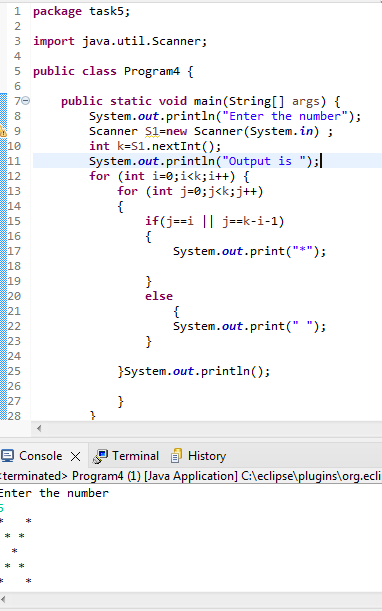 1 package task5;
2
3 import java.util.Scanner;
4
5 public class Program4 {
6
7 public static void main(String[] args) {
8 System.out.println("Enter the number");
9 Scanner S1=new Scanner(System.in) ;
10 int k=S1.nextInt();
11 System.out.println("Output is ");
12 for (int i=0;i<k;i++) {
13 for (int j=0;j<k;j++)
14 {
15 if(j==i || j==k-i-1)
16 {
17 System.out.print("*");
18
19 }
20 else
21 {
22 System.out.print(" ");
23 }
24
25 }System.out.println();
26
27 }
28 }
Console Terminal History
<terminated> Program4 (1) [Java Application] C:\eclipse\plugins\org.ecli
Enter the number
5
*   *
 * *
  *
 * *
*   *